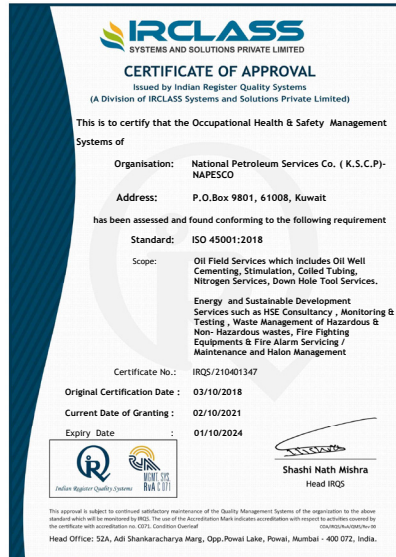 IRCLASS
SYSTEMS AND SOLUTIONS PRIVATE LIMITED
CERTIFICATE OF APPROVAL
Issued by Indian Register Quality Systems
(A Division of IRCLASS Systems and Solutions Private Limited)
This is to certify that the Occupational Health & Safety Management
Systems of
Organisation: National Petroleum Services Co. ( K.S.C.P)-
NAPESCO
Address: P.O.Box 9801, 61008, Kuwait
has been assessed and found conforming to the following requirement
Standard: ISO 45001:2018
Scope: Oil Field Services which includes Oil Well
Cementing, Stimulation, Coiled Tubing,
Nitrogen Services, Down Hole Tool Services.
Energy and Sustainable Development
Services such as HSE Consultancy , Monitoring &
Testing , Waste Management of Hazardous &
Non- Hazardous wastes, Fire Fighting
Equipments & Fire Alarm Servicing /
Maintenance and Halon Management
Certificate No.: IRQS/210401347
Original Certification Date : 03/10/2018
Current Date of Granting : 02/10/2021
Expiry Date : 01/10/2024
IRQS
Indian Register Quality Systems
MGMT. SYS.
RvA C 071
Shashi Nath Mishra
Head IRQS
This approval is subject to continued satisfactory maintenance of the Quality Management Systems of the organization to the above
standard which will be monitored by IRQS. The use of the Accreditation Mark indicates accreditation with respect to activities covered by
the certificate with accreditation no. C071. Condition Overleaf
Head Office: 52A, Adi Shankaracharya Marg, Opp.Powai Lake, Powai, Mumbai - 400 072, India.